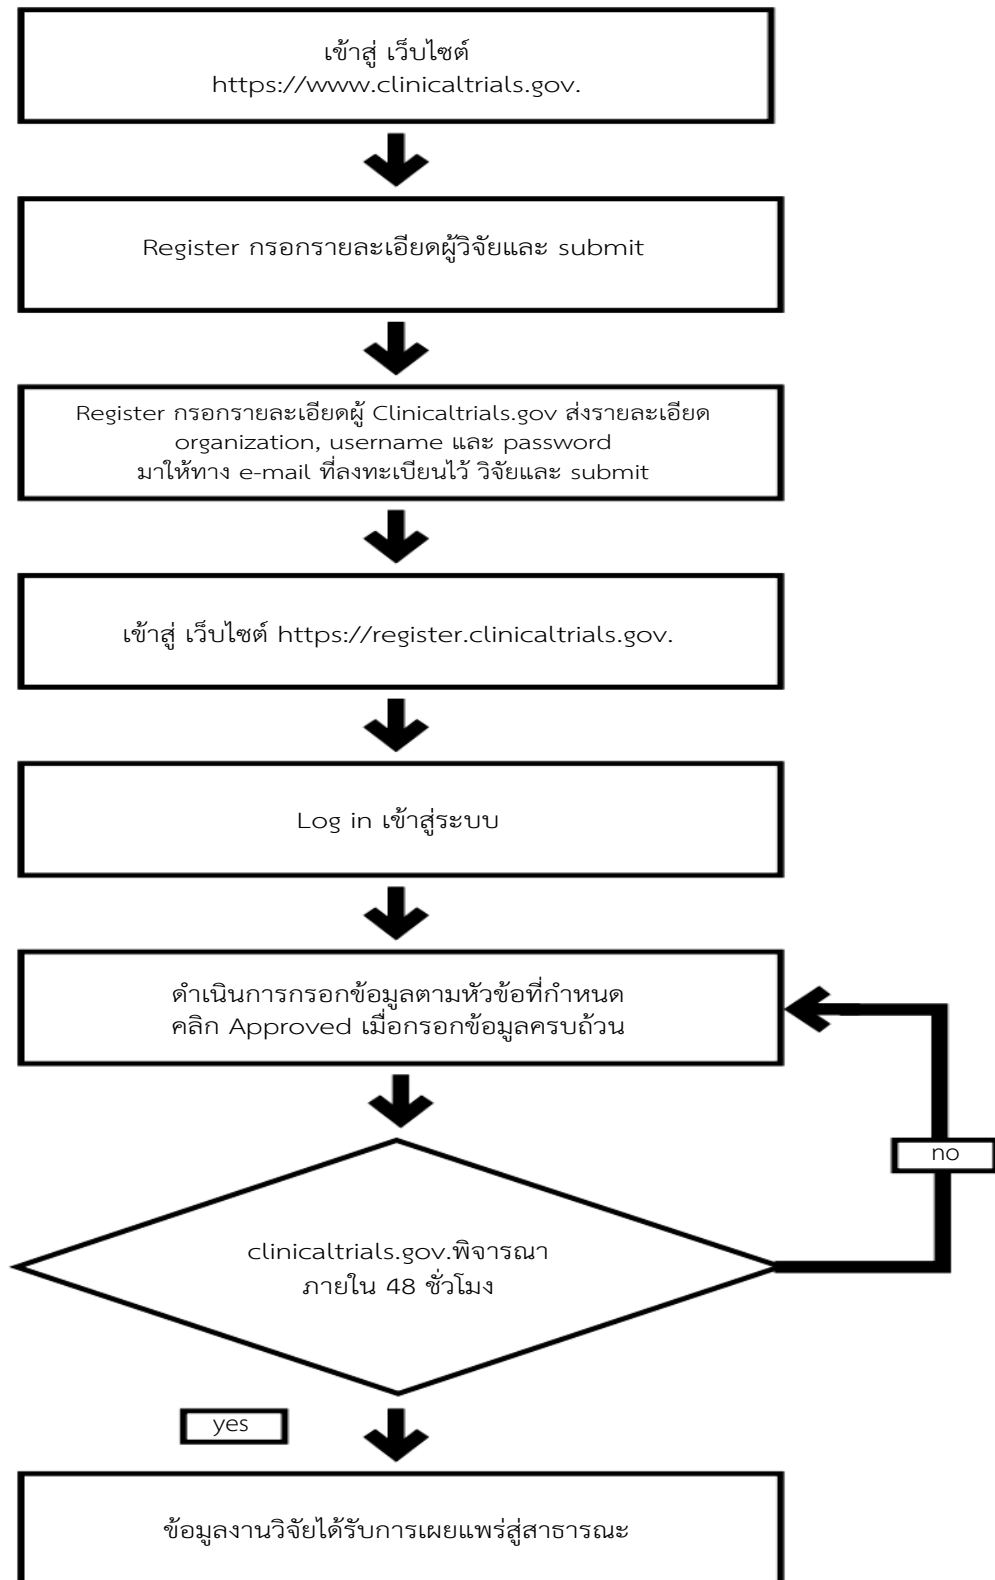 เข้าสู่ เว็บไซต์
https://www.clinicaltrials.gov.
Register กรอกรายละเอียดผู้วิจัยและ submit
Register กรอกรายละเอียดผู้ Clinicaltrials.gov ส่งรายละเอียด
organization, username และ password
มาให้ทาง e-mail ที่ลงทะเบียนไว้ วิจัยและ submit
เข้าสู่ เว็บไซต์ https://register.clinicaltrials.gov.
Log in เข้าสู่ระบบ
ดำเนินการกรอกข้อมูลตามหัวข้อที่กำหนด
คลิก Approved เมื่อกรอกข้อมูลครบถ้วน
no
clinicaltrials.gov.พิจารณา
ภายใน 48 ชั่วโมง
yes
ข้อมูลงานวิจัยได้รับการเผยแพร่สู่สาธารณะ